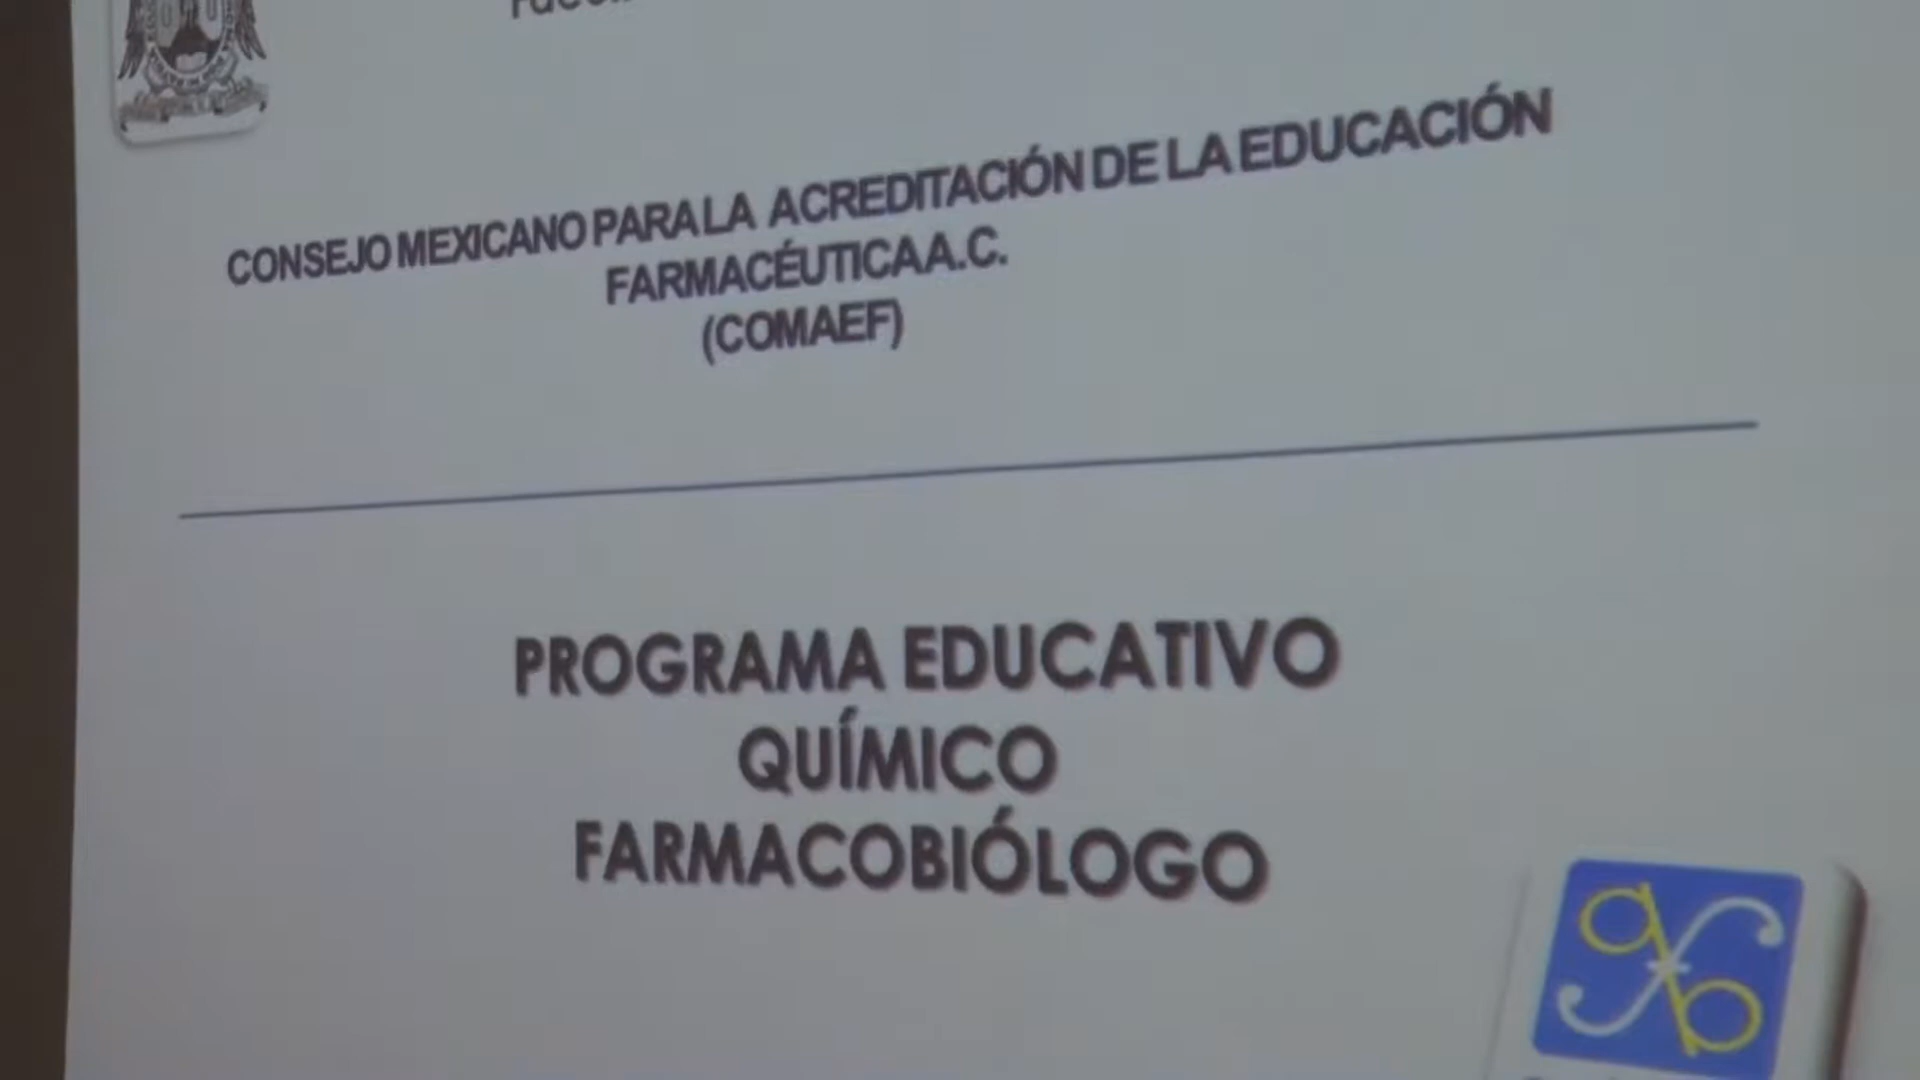 CONSEJO MEXICANO PARA LA ACREDITACIÓN DE LA EDUCACIÓN
FARMACÉUTICA A.C.
(COMAEF)
PROGRAMA EDUCATIVO
QUÍMICO
FARMACOBIÓLOGO